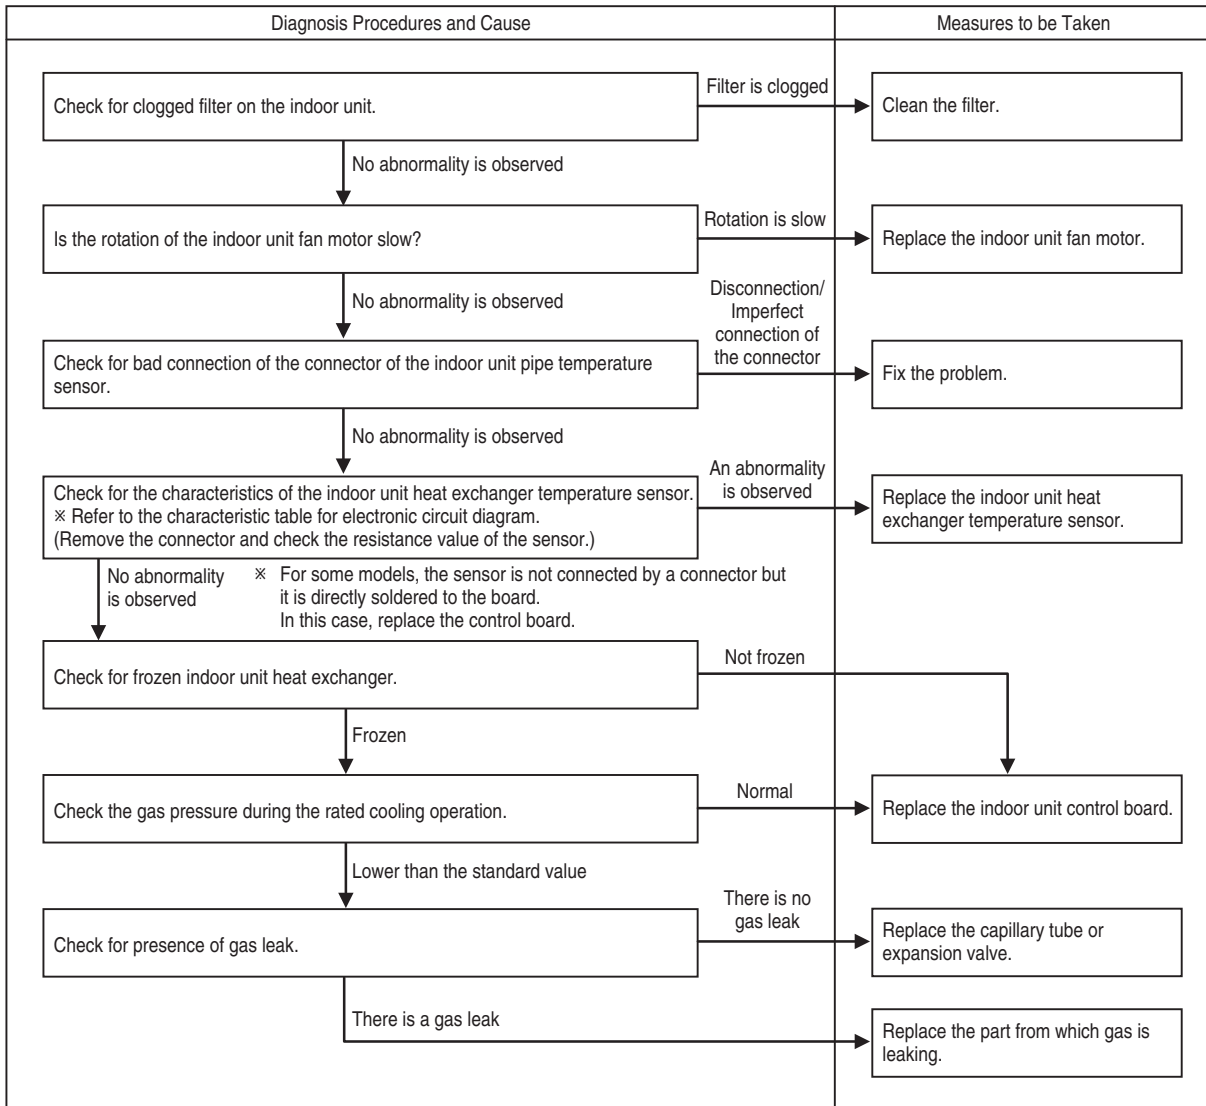 Diagnosis Procedures and Cause
Measures to be Taken
Check for clogged filter on the indoor unit.
Filter is clogged
Clean the filter.
No abnormality is observed
Is the rotation of the indoor unit fan motor slow?
Rotation is slow
Replace the indoor unit fan motor.
No abnormality is observed
Disconnection/
Imperfect
connection of
the connector
Check for bad connection of the connector of the indoor unit pipe temperature
sensor.
Fix the problem.
No abnormality is observed
An abnormality
is observed
Check for the characteristics of the indoor unit heat exchanger temperature sensor.
※ Refer to the characteristic table for electronic circuit diagram.
(Remove the connector and check the resistance value of the sensor.)
Replace the indoor unit heat
exchanger temperature sensor.
No abnormality
is observed
※ For some models, the sensor is not connected by a connector but
it is directly soldered to the board.
In this case, replace the control board.
Check for frozen indoor unit heat exchanger.
Not frozen
Frozen
Check the gas pressure during the rated cooling operation.
Normal
Replace the indoor unit control board.
Lower than the standard value
Check for presence of gas leak.
There is no
gas leak
Replace the capillary tube or
expansion valve.
There is a gas leak
Replace the part from which gas is
leaking.